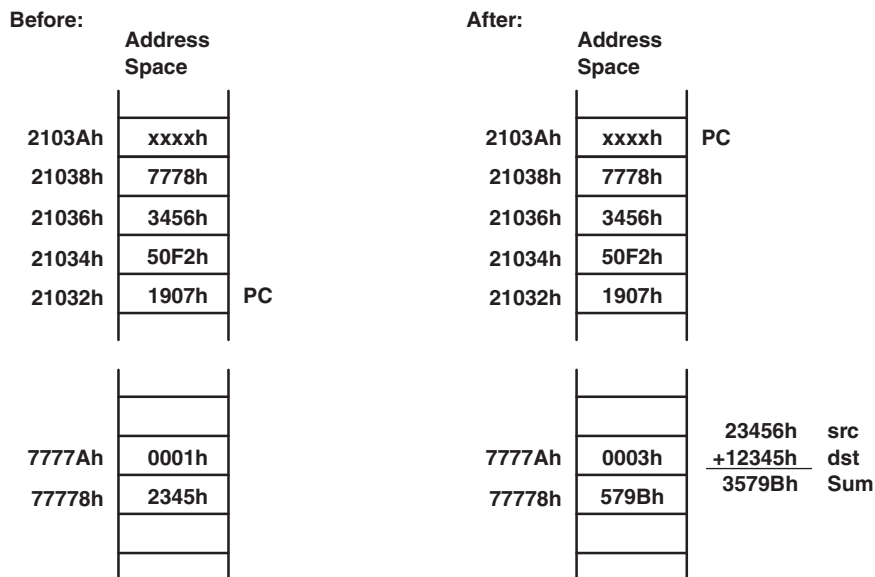 Before:
Address
Space
2103Ah xxxxh
21038h 7778h
21036h 3456h
21034h 50F2h
21032h 1907h PC
7777Ah 0001h
77778h 2345h
After:
Address
Space
2103Ah xxxxh PC
21038h 7778h
21036h 3456h
21034h 50F2h
21032h 1907h
7777Ah 0003h
77778h 579Bh
23456h src
+12345h dst
3579Bh Sum